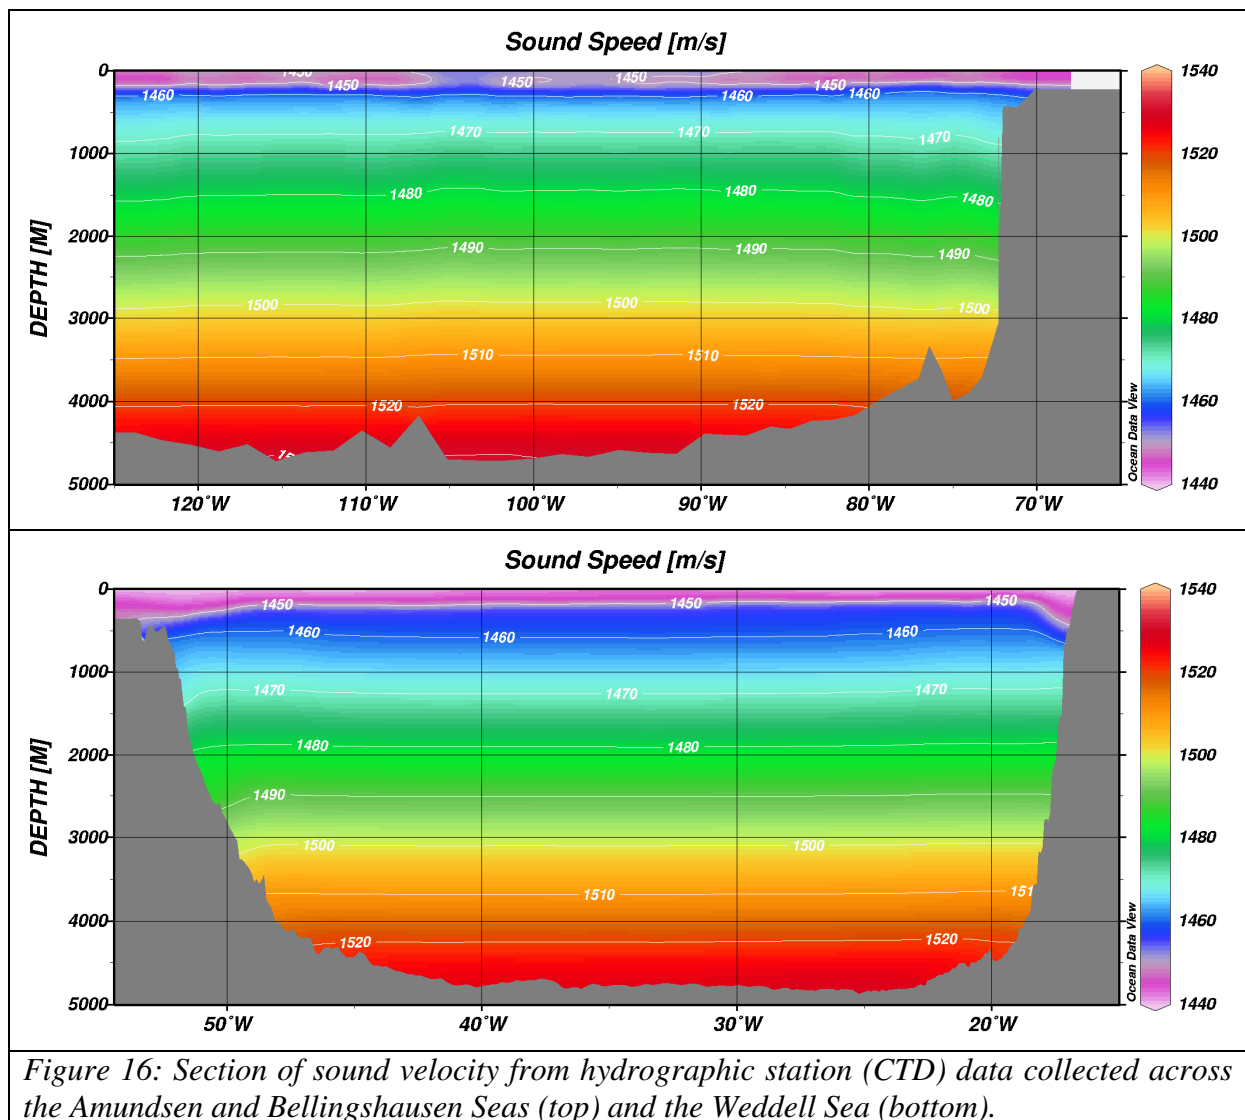 Sound Speed [m/s]
0
1000
2000
3000
4000
5000
DEPTH [M]
1450 1450 1450 1450 1450
1460 1460 1460
1470 1470 1470
1480 1480 1480
1490 1490 1490
1500 1500 1500
1510 1510
1520 1520
120°W 110°W 100°W 90°W 80°W 70°W
Ocean Data View
1540
1520
1500
1480
1460
1440
Sound Speed [m/s]
0
1000
2000
3000
4000
5000
DEPTH [M]
1450 1450 1450
1460 1460 1460
1470 1470 1470
1480 1480
1490
1500 1500
1510 151
1520 1520
50°W 40°W 30°W 20°W
Ocean Data View
1540
1520
1500
1480
1460
1440
Figure 16: Section of sound velocity from hydrographic station (CTD) data collected across
the Amundsen and Bellingshausen Seas (top) and the Weddell Sea (bottom).